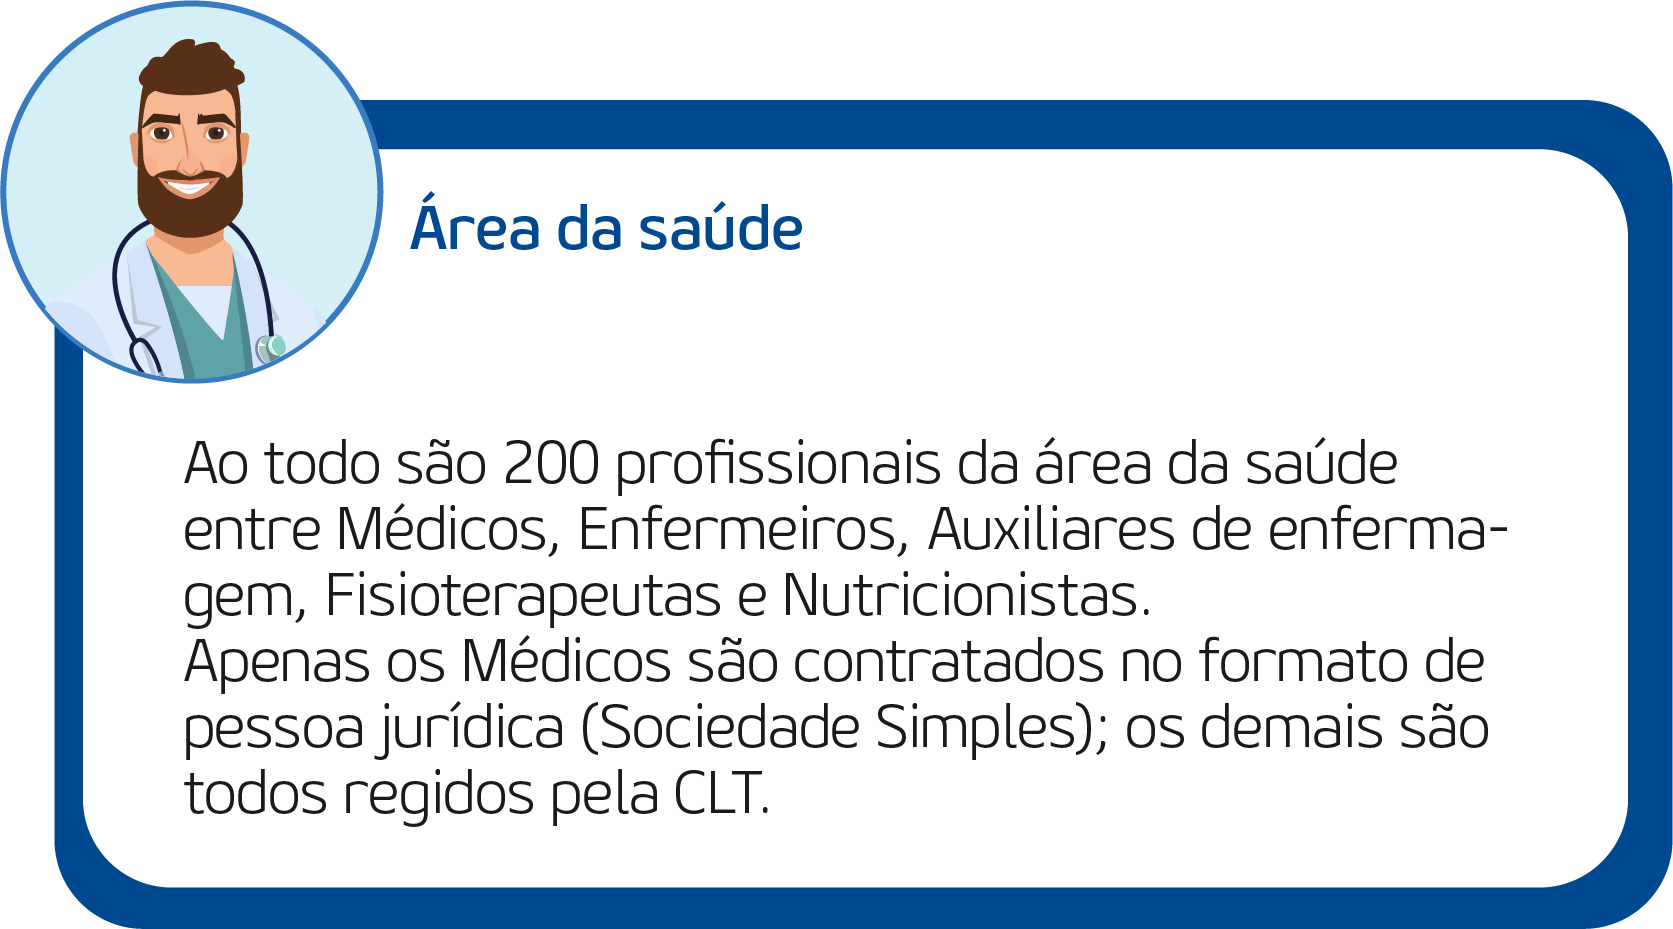 Área da saúde
Ao todo são 200 profissionais da área da saúde
entre Médicos, Enfermeiros, Auxiliares de enferma-
gem, Fisioterapeutas e Nutricionistas.
Apenas os Médicos são contratados no formato de
pessoa jurídica (Sociedade Simples); os demais são
todos regidos pela CLT.